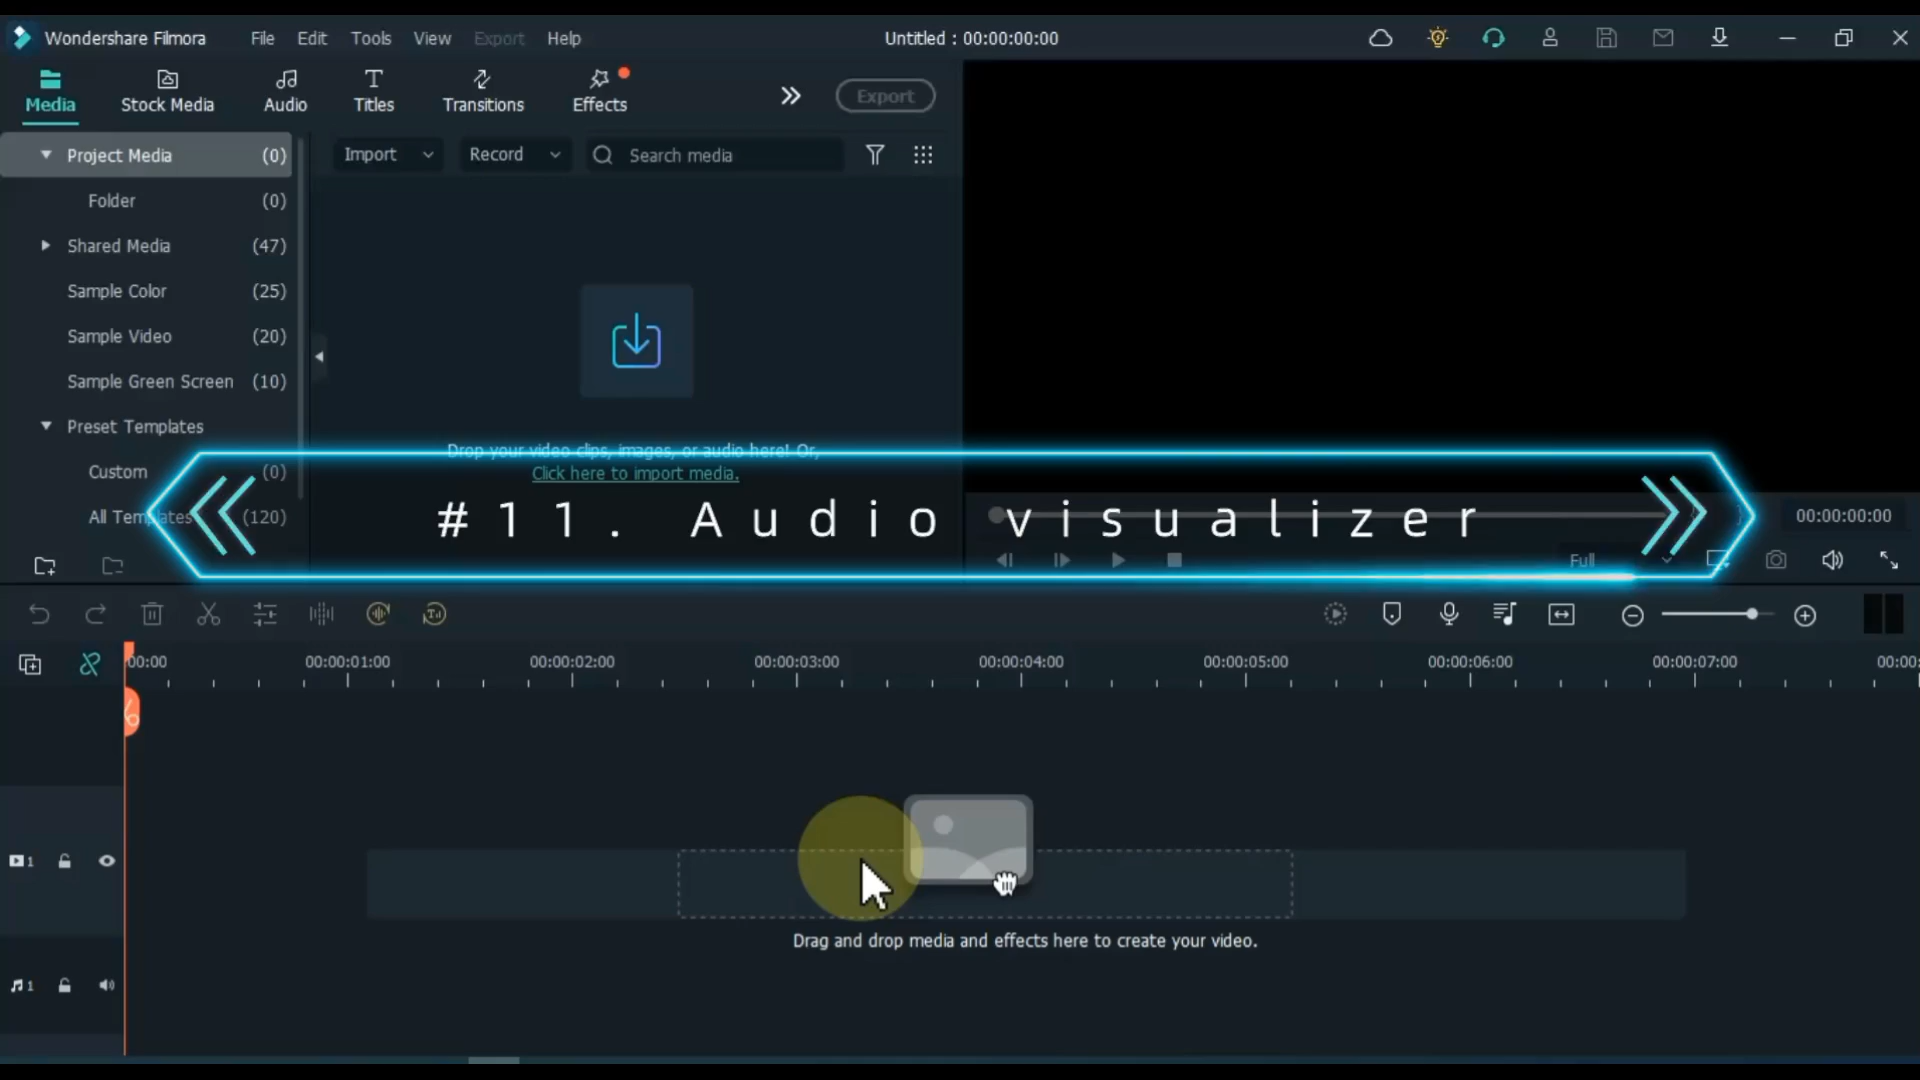 Wondershare Filmora File Edit Tools View Export Help Untitled : 00:00:00:00
Media Stock Media Audio Titles Transitions Effects Export
Project Media (0) Import Record Search media
Folder (0)
Shared Media (47)
Sample Color (25)
Sample Video (20)
Sample Green Screen (10)
Preset Templates
Drop your video clips, images, or audio here! Or,
Custom (0) Click here to import media.
All Templates (120)
#11. Audio visualizer
00:00:00:00
Full
00:00 00:00:01:00 00:00:02:00 00:00:03:00 00:00:04:00 00:00:05:00 00:00:06:00 00:00:07:00 00:00:
1
Drag and drop media and effects here to create your video.
1